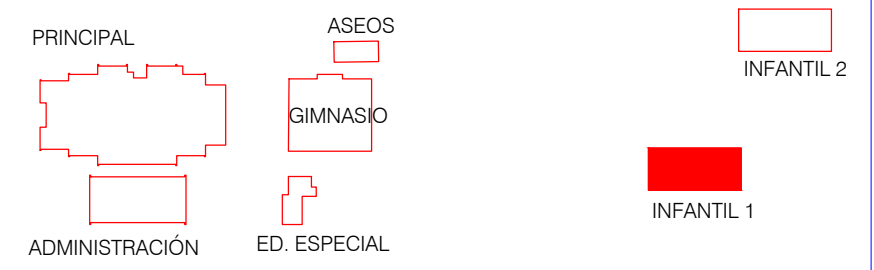 ASEOS
PRINCIPAL
INFANTIL 2
GIMNASIO
INFANTIL 1
ADMINISTRACIÓN
ED. ESPECIAL